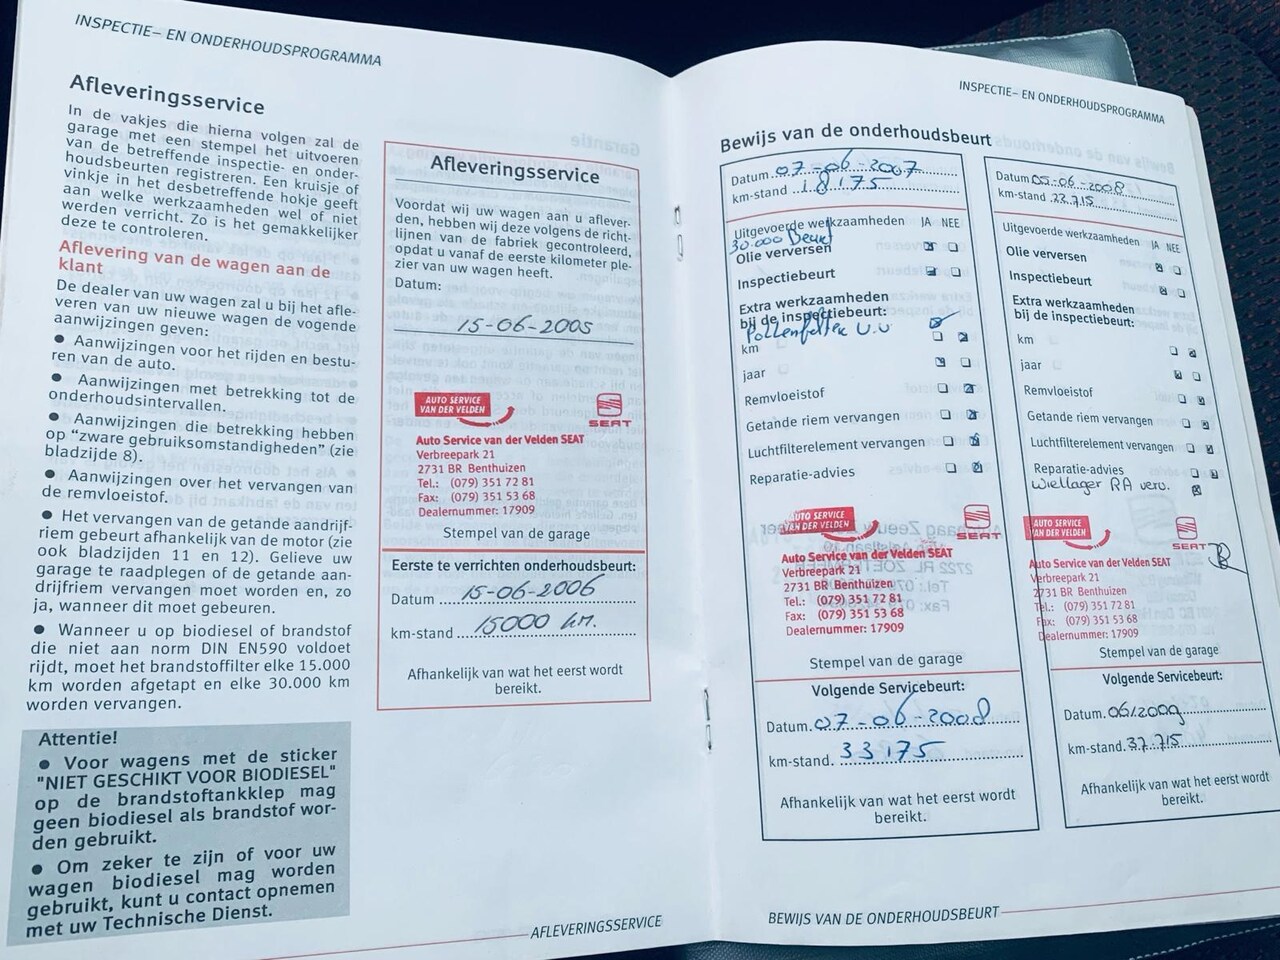 INSPECTIE– EN ONDERHOUDSPROGRAMMA
Afleveringsservice
In de vakjes die hierna volgen zal de
garage met een stempel het uitvoeren
van de betreffende inspectie- en onder-
houdsbeurten registreren. Een kruisje of
vinkje in het desbetreffende hokje geeft
aan welke werkzaamheden wel of niet
werden verricht. Zo is het gemakkelijker
deze te controleren.
Aflevering van de wagen aan de
klant
De dealer van uw wagen zal u bij het afle-
veren van uw nieuwe wagen de vogende
aanwijzingen geven:
● Aanwijzingen voor het rijden en bestu-
ren van de auto.
● Aanwijzingen met betrekking tot de
onderhoudsintervallen.
● Aanwijzingen die betrekking hebben
op "zware gebruiksomstandigheden" (zie
bladzijde 8).
● Aanwijzingen over het vervangen van
de remvloeistof.
● Het vervangen van de getande aandrijf-
riem gebeurt afhankelijk van de motor (zie
ook bladzijden 11 en 12). Gelieve uw
garage te raadplegen of de getande aan-
drijfriem vervangen moet worden en, zo
ja, wanneer dit moet gebeuren.
● Wanneer u op biodiesel of brandstof
die niet aan norm DIN EN590 voldoet
rijdt, moet het brandstoffilter elke 15.000
km worden afgetapt en elke 30.000 km
worden vervangen.
Attentie!
● Voor wagens met de sticker
"NIET GESCHIKT VOOR BIODIESEL"
op de brandstoftankklep mag
geen biodiesel als brandstof wor-
den gebruikt.
● Om zeker te zijn of voor uw
wagen biodiesel mag worden
gebruikt, kunt u contact opnemen
met uw Technische Dienst.
Afleveringsservice
Voordat wij uw wagen aan u aflever-
den, hebben wij deze volgens de richt-
lijnen van de fabriek gecontroleerd,
opdat u vanaf de eerste kilometer ple-
zier van uw wagen heeft.
Datum:
15-06-2005
AUTO SERVICE
VAN DER VELDEN
SEAT
Auto Service van der Velden SEAT
Verbreepark 21
2731 BR Benthuizen
Tel.: (079) 351 72 81
Fax: (079) 351 53 68
Dealernummer: 17909
Stempel van de garage
Eerste te verrichten onderhoudsbeurt:
Datum 15-06-2006
km-stand 15000 km.
Afhankelijk van wat het eerst wordt
bereikt.
AFLEVERINGSSERVICE
INSPECTIE– EN ONDERHOUDSPROGRAMMA
Bewijs van de onderhoudsbeurt
Datum 07-06-2007
km-stand 18175
Uitgevoerde werkzaamheden JA NEE
30.000 Beurt
Olie verversen
Inspectiebeurt
Extra werkzaamheden
bij de inspectiebeurt:
Pollenfilter v.v
km
jaar
Remvloeistof
Getande riem vervangen
Luchtfilterelement vervangen
Reparatie-advies
AUTO SERVICE
VAN DER VELDEN
SEAT
Auto Service van der Velden SEAT
Verbreepark 21
2731 BR Benthuizen
Tel.: (079) 351 72 81
Fax: (079) 351 53 68
Dealernummer: 17909
Stempel van de garage
Volgende Servicebeurt:
Datum. 07-06-2008
km-stand. 33175
Afhankelijk van wat het eerst wordt
bereikt.
Datum 05-06-2008
km-stand 22.715
Uitgevoerde werkzaamheden JA NEE
Olie verversen
Inspectiebeurt
Extra werkzaamheden
bij de inspectiebeurt:
km
jaar
Remvloeistof
Getande riem vervangen
Luchtfilterelement vervangen
Reparatie-advies
Wiellager RA verv.
AUTO SERVICE
VAN DER VELDEN
SEAT
Auto Service van der Velden SEAT
Verbreepark 21
2731 BR Benthuizen
Tel.: (079) 351 72 81
Fax: (079) 351 53 68
Dealernummer: 17909
Stempel van de garage
Volgende Servicebeurt:
Datum. 06/2009
km-stand. 37.715
Afhankelijk van wat het eerst wordt
bereikt.
BEWIJS VAN DE ONDERHOUDSBEURT